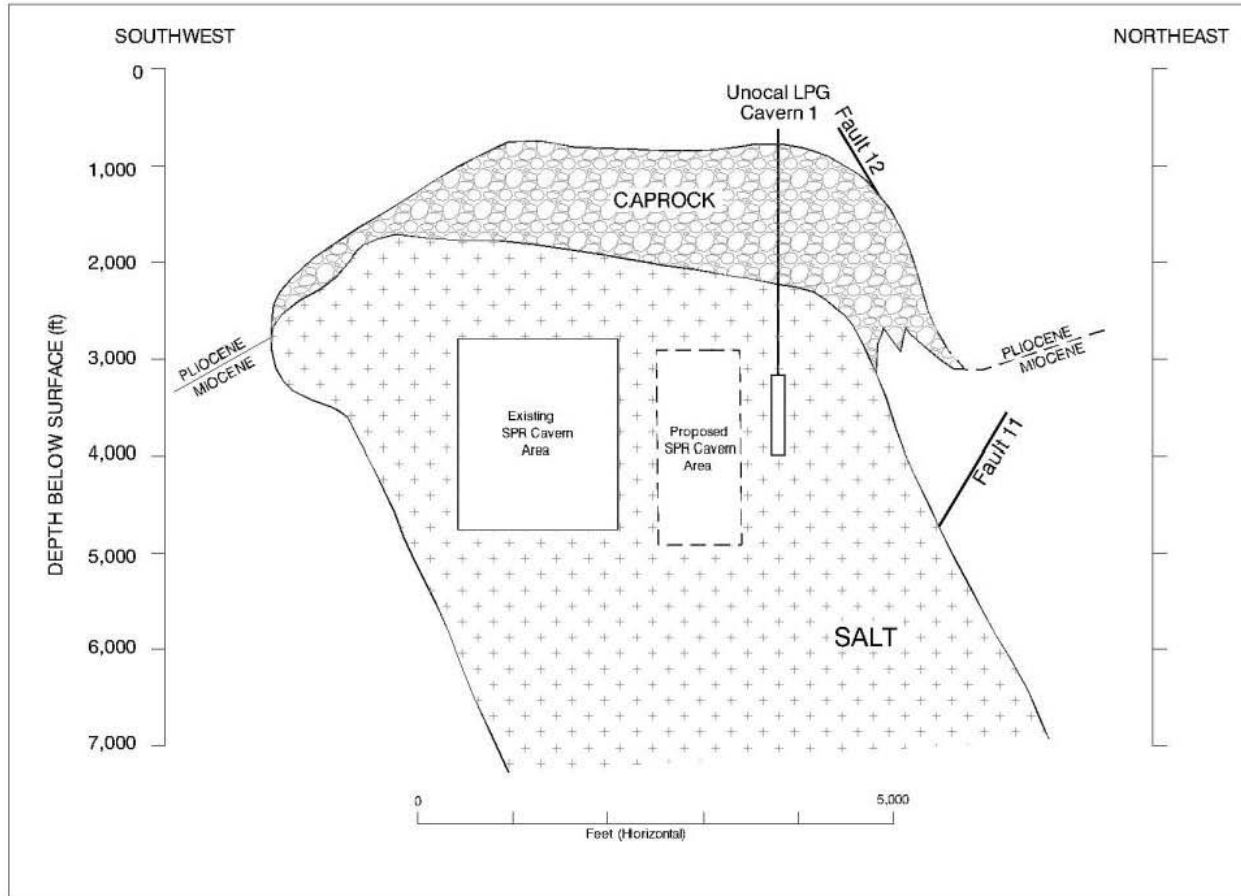 SOUTHWEST
NORTHEAST
0
1,000
2,000
3,000
4,000
5,000
6,000
7,000
DEPTH BELOW SURFACE (ft)
Unocal LPG
Cavern 1
Fault 12
CAPROCK
PLIOCENE
MIOCENE
PLIOCENE
MIOCENE
Existing
SPR Cavern
Area
Proposed
SPR Cavern
Area
Fault 11
SALT
0
5,000
Feet (Horizontal)